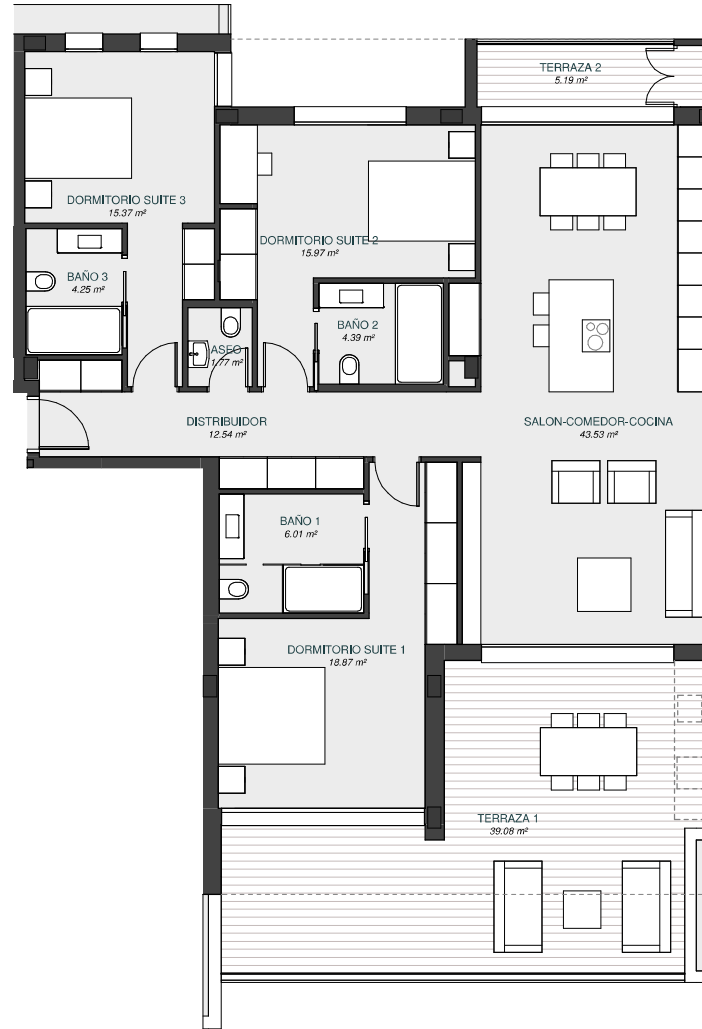 TERRAZA 2
5.19 m²
DORMITORIO SUITE 3
15.37 m²
DORMITORIO SUITE 2
15.97 m²
BAÑO 3
4.25 m²
BAÑO 2
4.39 m²
ASEO
1.77 m²
DISTRIBUIDOR
12.54 m²
SALON-COMEDOR-COCINA
43.53 m²
BAÑO 1
6.01 m²
DORMITORIO SUITE 1
18.87 m²
TERRAZA 1
39.08 m²